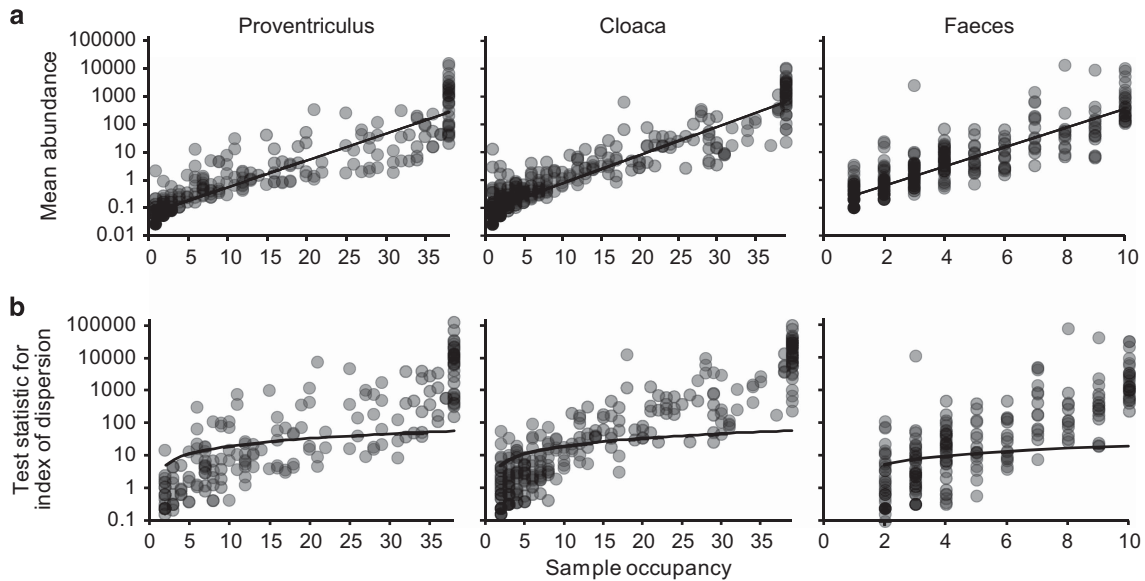 a
Proventriculus
Cloaca
Faeces
Mean abundance
100000
10000
1000
100
10
1
0.1
0.01
0 5 10 15 20 25 30 35
0 5 10 15 20 25 30 35
0 2 4 6 8 10
b
Test statistic for
index of dispersion
100000
10000
1000
100
10
1
0.1
0 5 10 15 20 25 30 35
0 5 10 15 20 25 30 35
0 2 4 6 8 10
Sample occupancy